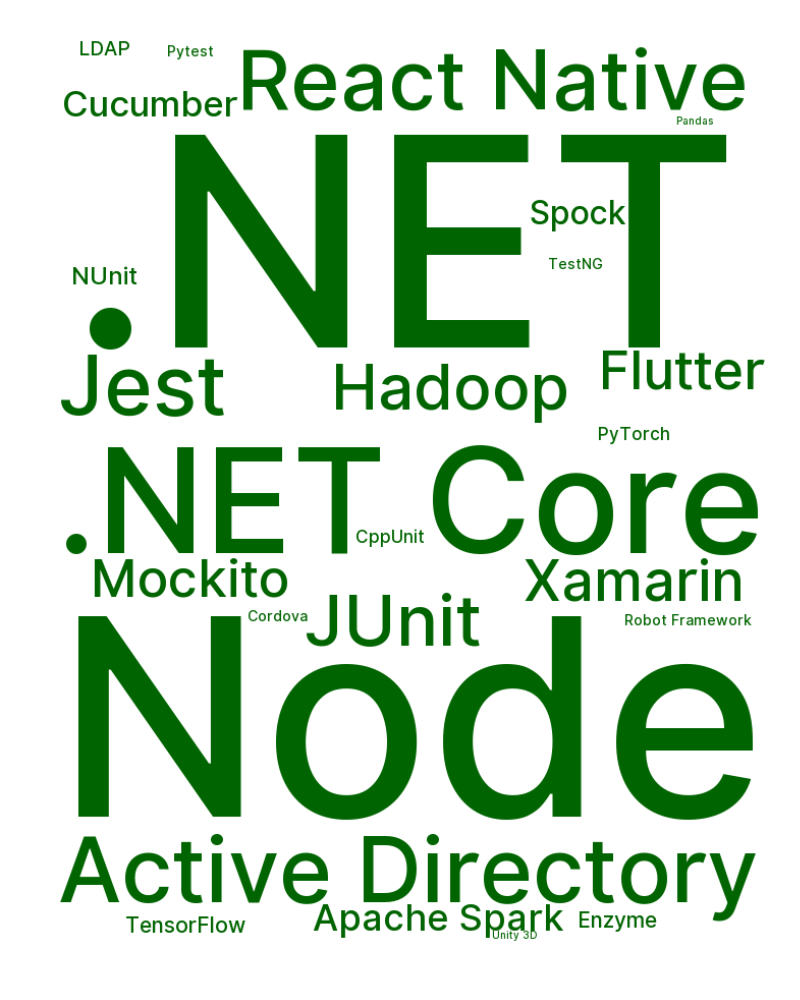 LDAP
Pytest
React Native
Cucumber
Pandas
.NET
Spock
TestNG
NUnit
Jest
Hadoop
Flutter
PyTorch
.NET Core
CppUnit
Mockito
Xamarin
Cordova
JUnit
Robot Framework
Node
Active Directory
TensorFlow
Apache Spark
Enzyme
Unity 3D